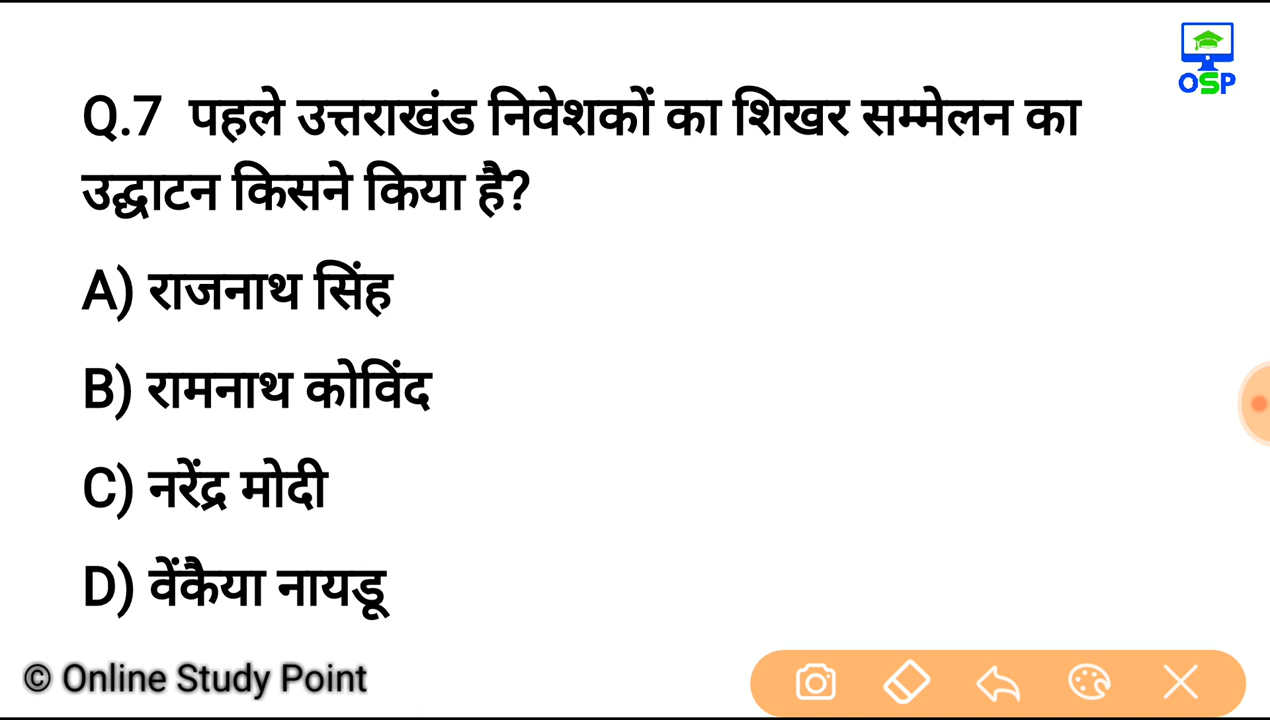 OSP
Q.7 पहले उत्तराखंड निवेशकों का शिखर सम्मेलन का
उद्घाटन किसने किया है?
A) राजनाथ सिंह
B) रामनाथ कोविंद
C) नरेंद्र मोदी
D) वेंकैया नायडू
© Online Study Point